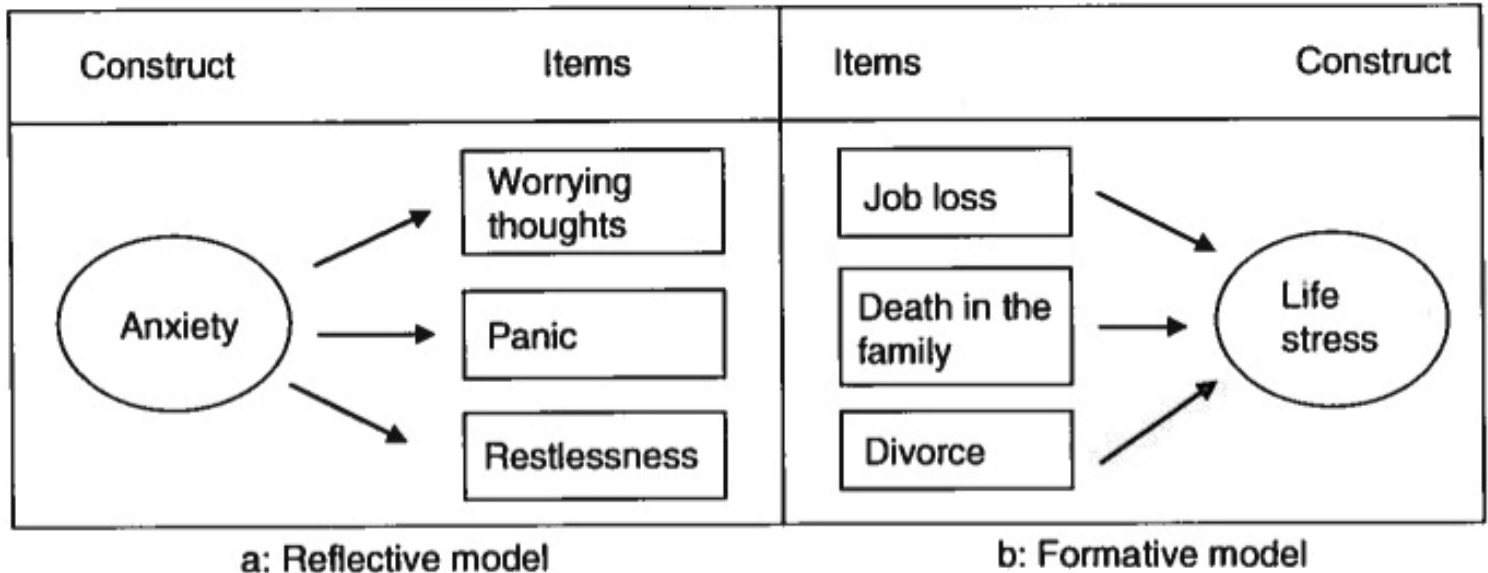 Construct Items Items Construct
Worrying
thoughts
Anxiety
Panic
Restlessness
Job loss
Death in the
family
Divorce
Life
stress
a: Reflective model
b: Formative model